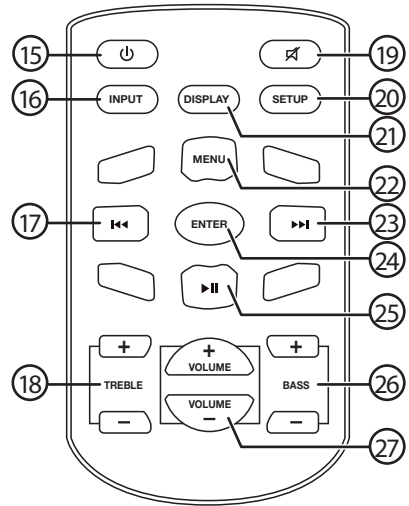 15
19
16
INPUT
DISPLAY
SETUP
20
21
MENU
22
17
ENTER
23
24
25
+
+
+
VOLUME
18
TREBLE
BASS
26
VOLUME
−
−
−
27